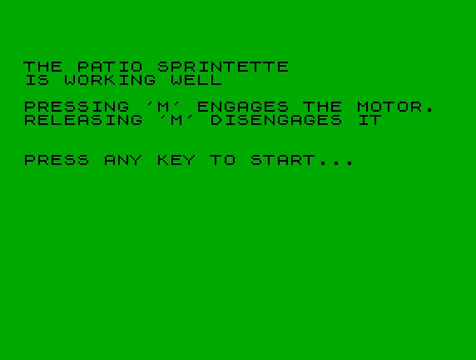 THE PATIO SPRINTETTE
IS WORKING WELL
PRESSING 'M' ENGAGES THE MOTOR.
RELEASING 'M' DISENGAGES IT
PRESS ANY KEY TO START...